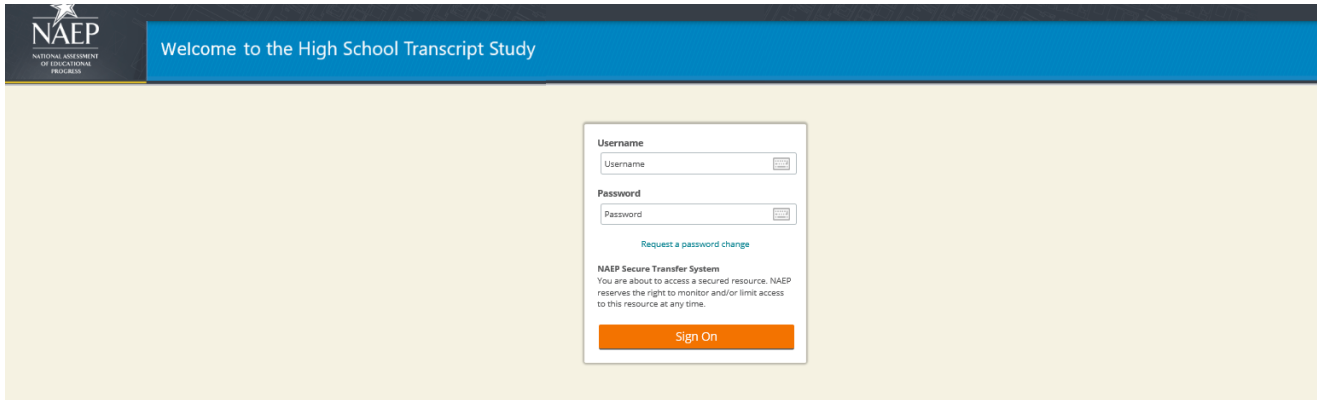 NAEP
NATIONAL ASSESSMENT
OF EDUCATIONAL
PROGRESS
Welcome to the High School Transcript Study
Username
Username
Password
Password
Request a password change
NAEP Secure Transfer System
You are about to access a secured resource. NAEP
reserves the right to monitor and/or limit access
to this resource at any time.
Sign On